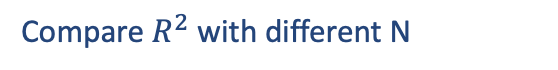 Compare R² with different N